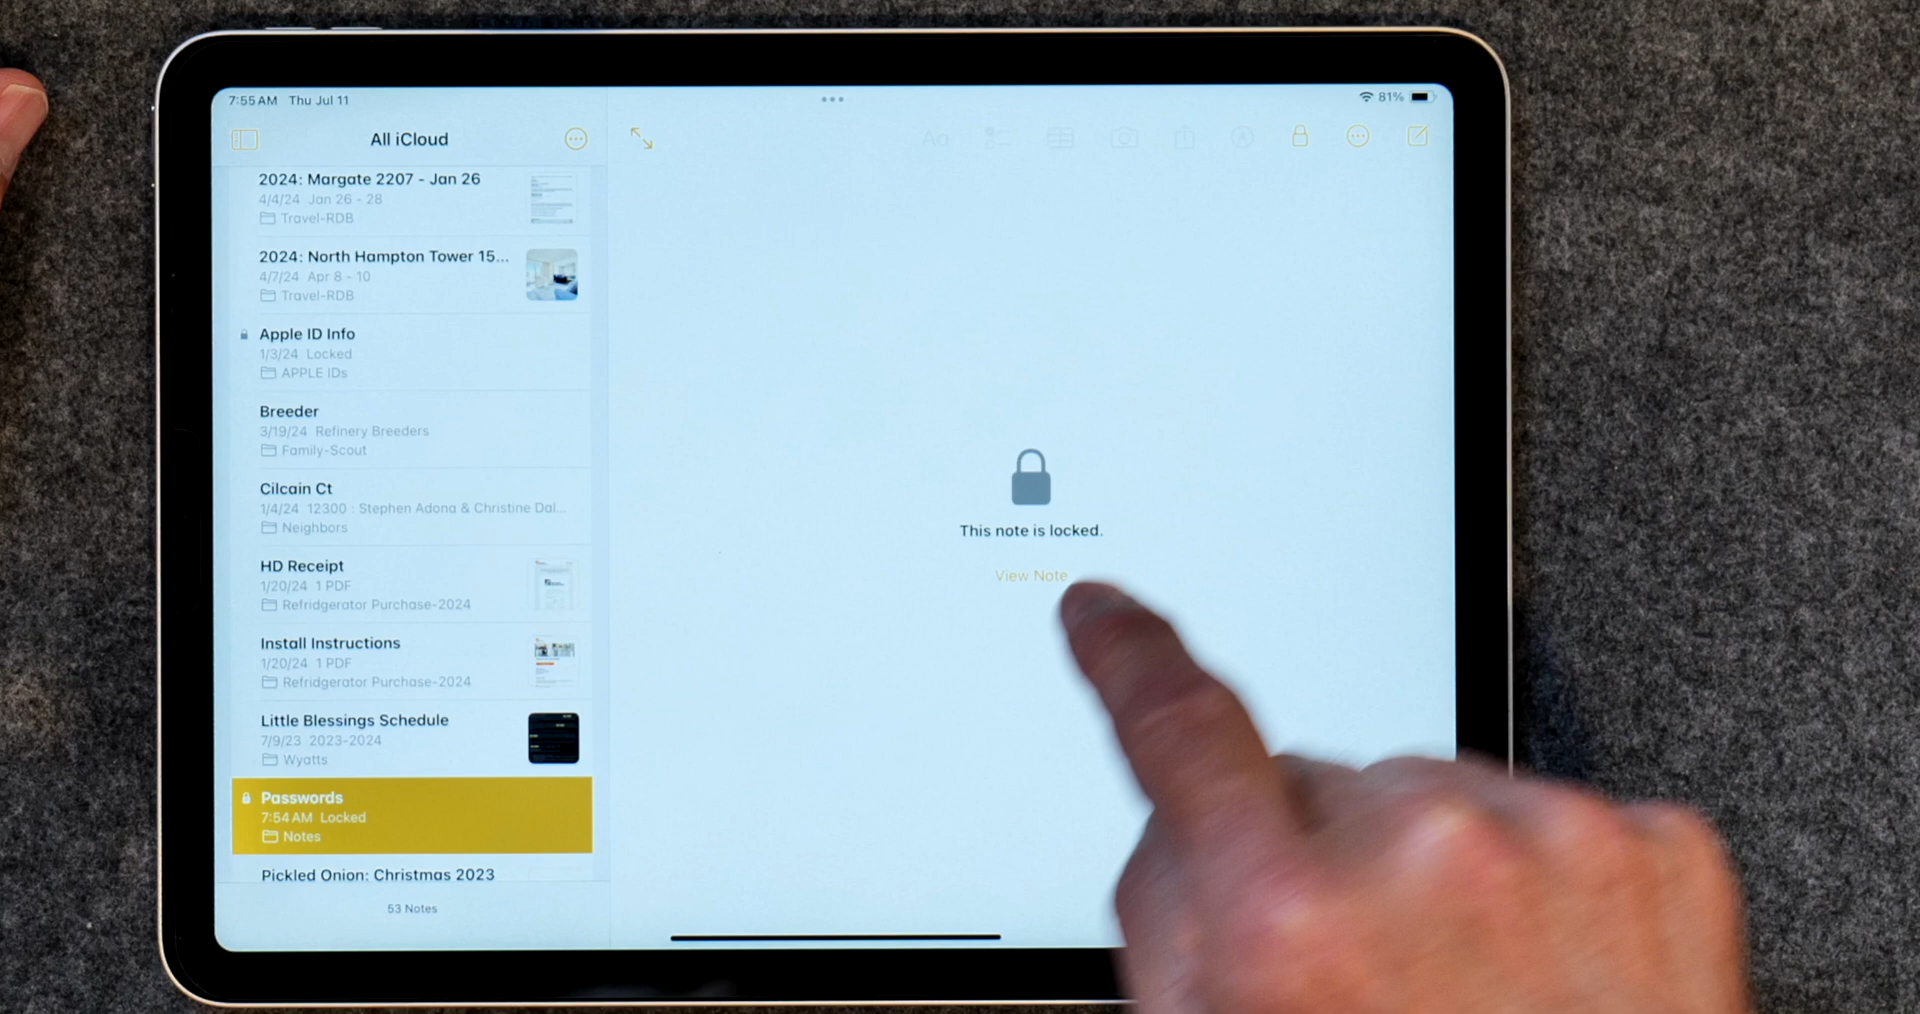 7:55 AM Thu Jul 11
81%
All iCloud
Aa
2024: Margate 2207 - Jan 26
4/4/24 Jan 26 - 28
Travel-RDB
2024: North Hampton Tower 15...
4/7/24 Apr 8 - 10
Travel-RDB
Apple ID Info
1/3/24 Locked
APPLE IDs
Breeder
3/19/24 Refinery Breeders
Family-Scout
Cilcain Ct
1/4/24 12300 : Stephen Adona & Christine Dal...
Neighbors
HD Receipt
1/20/24 1 PDF
Refridgerator Purchase-2024
Install Instructions
1/20/24 1 PDF
Refridgerator Purchase-2024
Little Blessings Schedule
7/9/23 2023-2024
Wyatts
Passwords
7:54 AM Locked
Notes
Pickled Onion: Christmas 2023
53 Notes
This note is locked.
View Note